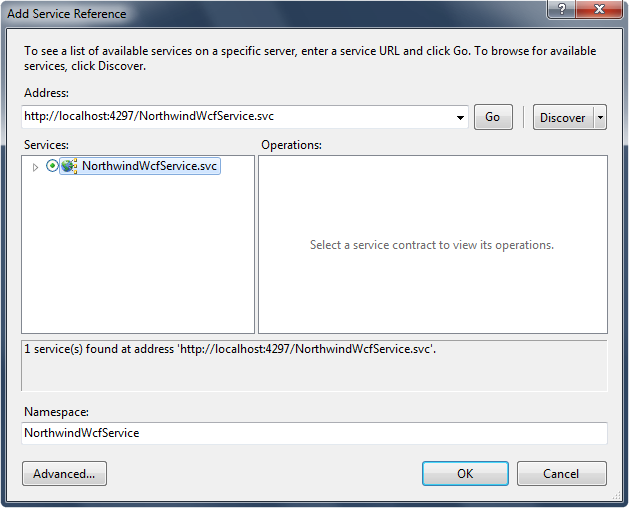 Add Service Reference
To see a list of available services on a specific server, enter a service URL and click Go. To browse for available
services, click Discover.
Address:
http://localhost:4297/NorthwindWcfService.svc
Go
Discover
Services:
Operations:
NorthwindWcfService.svc
Select a service contract to view its operations.
1 service(s) found at address 'http://localhost:4297/NorthwindWcfService.svc'.
Namespace:
NorthwindWcfService
Advanced...
OK
Cancel